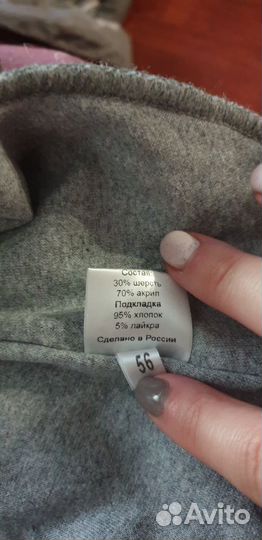 Состав
30% шерсть
70% акрил
Подкладка
95% хлопок
5% лайкра
Сделано в России
56
Avito